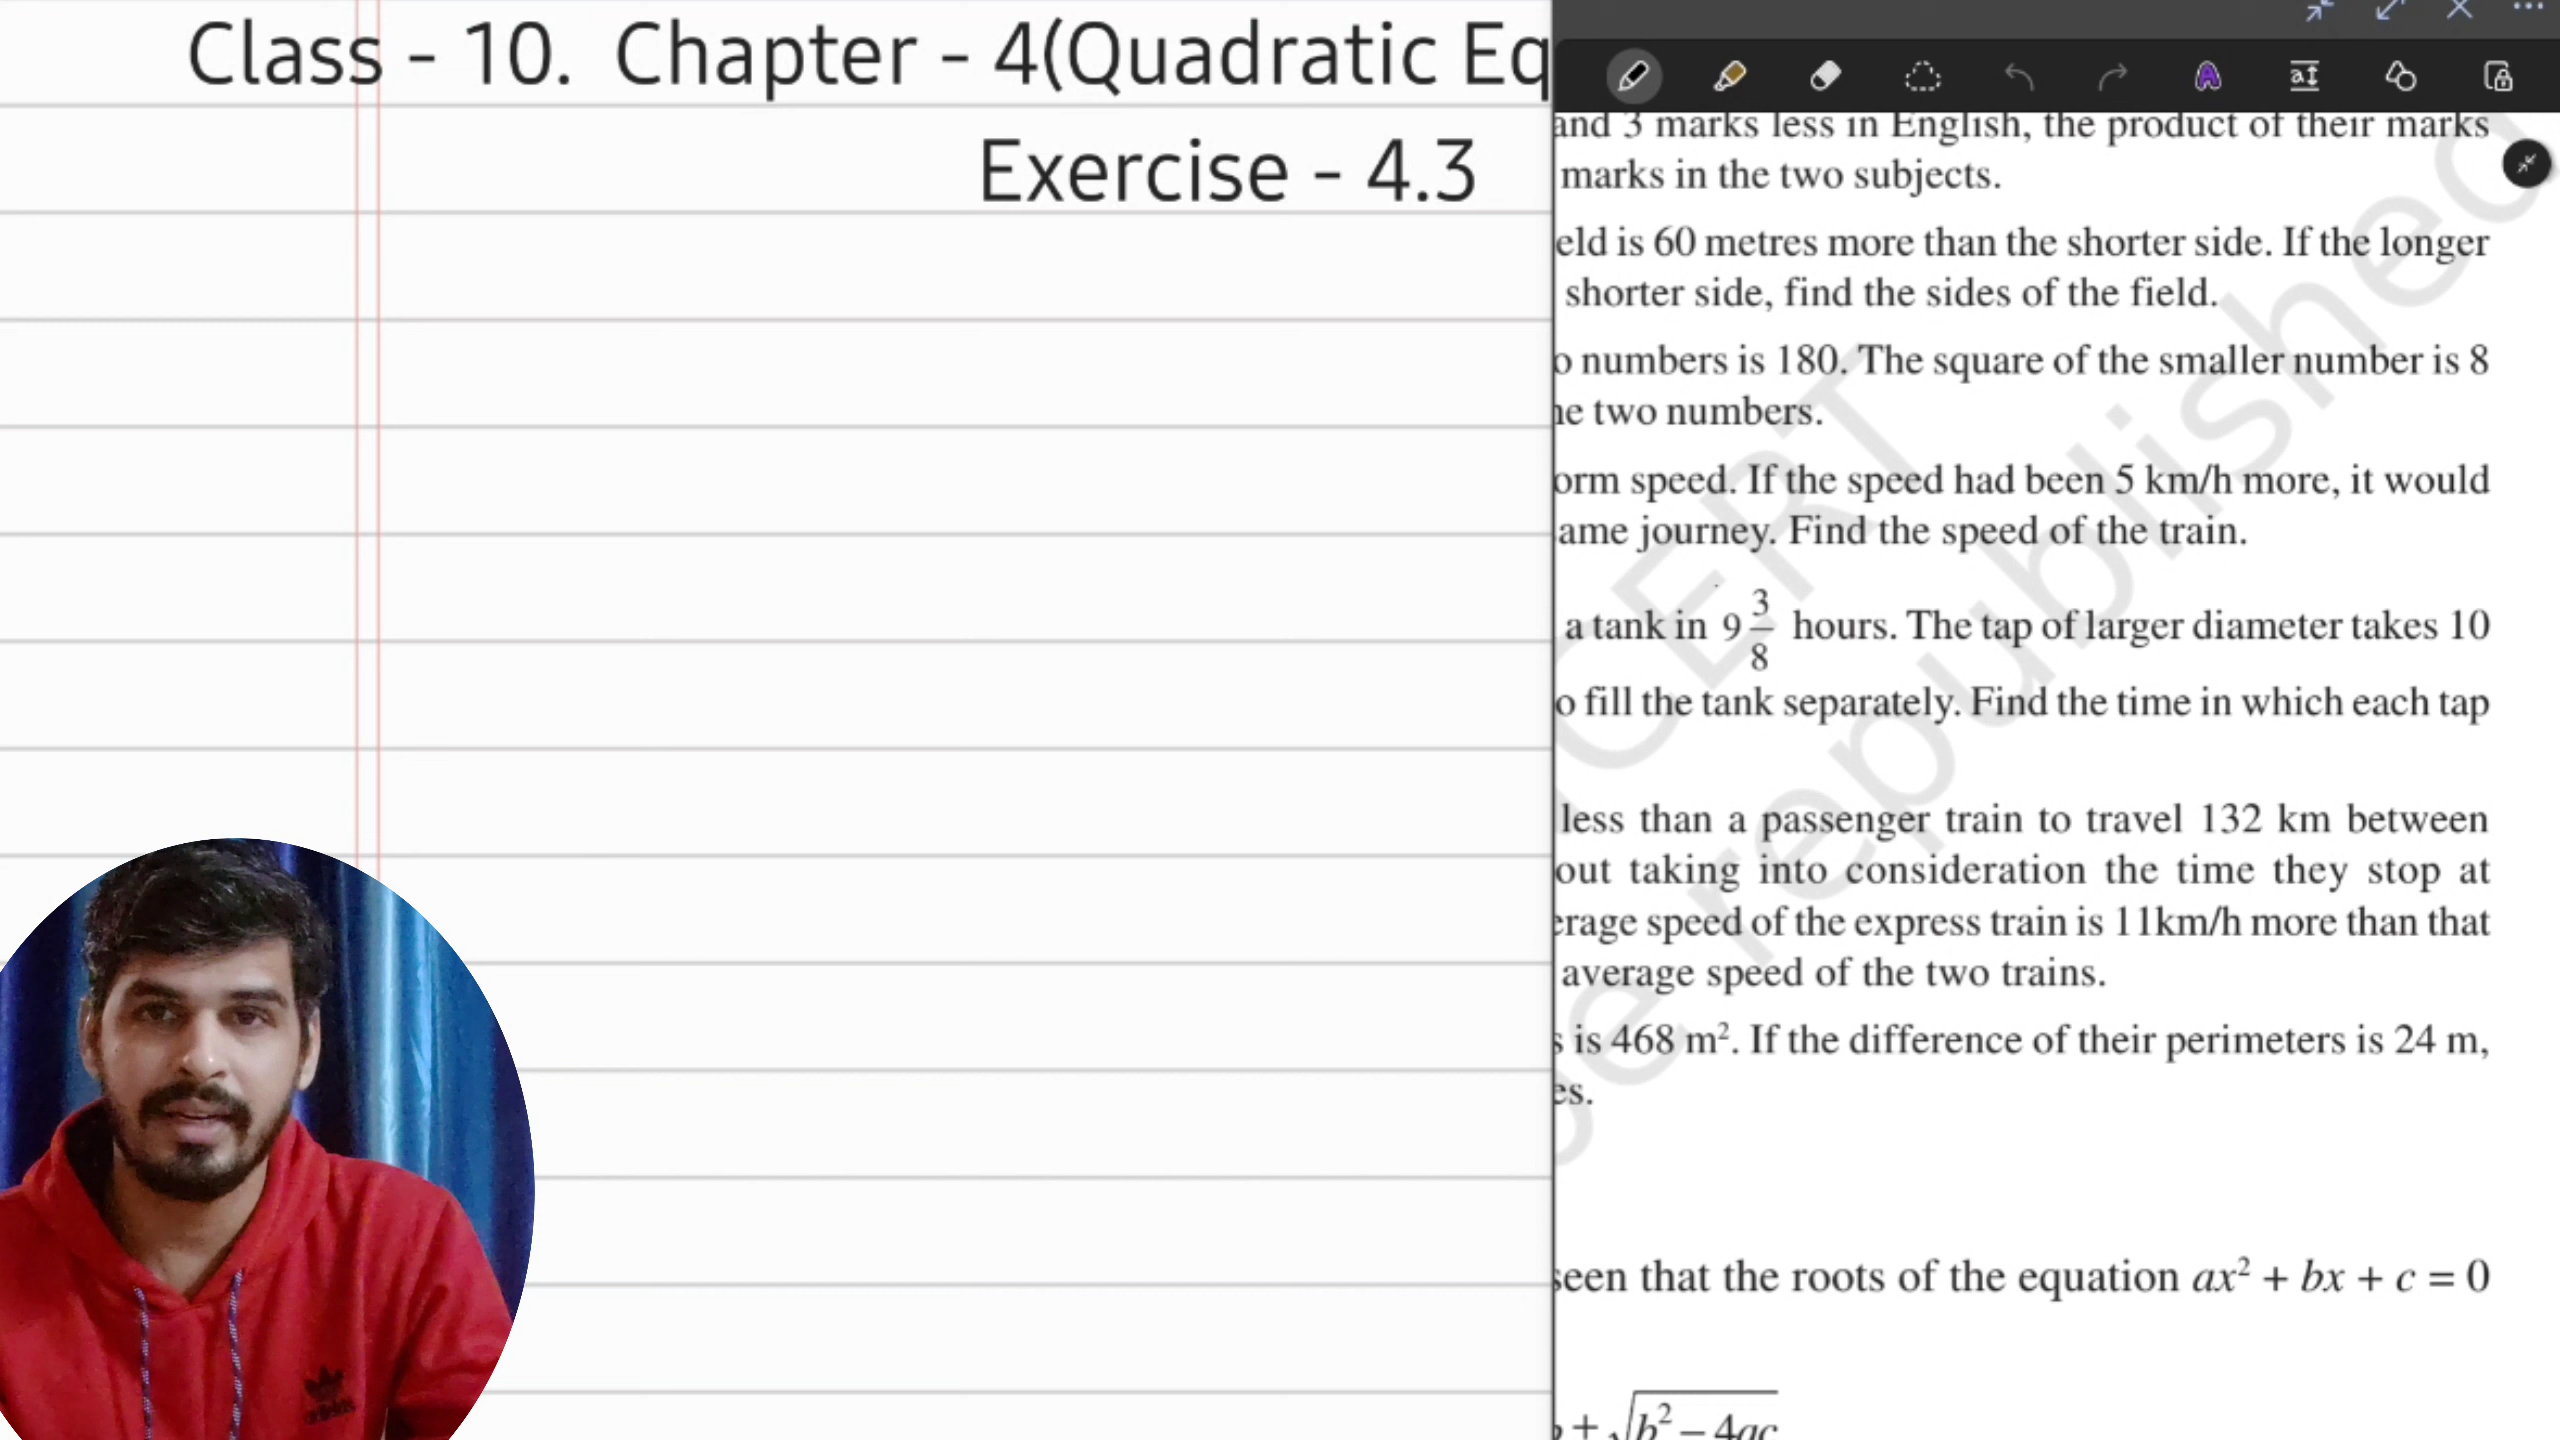 Class - 10. Chapter - 4(Quadratic Eq
Exercise - 4.3
and 3 marks less in English, the product of their marks
marks in the two subjects.
eld is 60 metres more than the shorter side. If the longer
shorter side, find the sides of the field.
o numbers is 180. The square of the smaller number is 8
he two numbers.
orm speed. If the speed had been 5 km/h more, it would
ame journey. Find the speed of the train.
a tank in 9 3/8 hours. The tap of larger diameter takes 10
o fill the tank separately. Find the time in which each tap
less than a passenger train to travel 132 km between
out taking into consideration the time they stop at
erage speed of the express train is 11km/h more than that
average speed of the two trains.
s is 468 m². If the difference of their perimeters is 24 m,
es.
seen that the roots of the equation ax² + bx + c = 0
+ √b² – 4ac
CERT
be republished
adidas